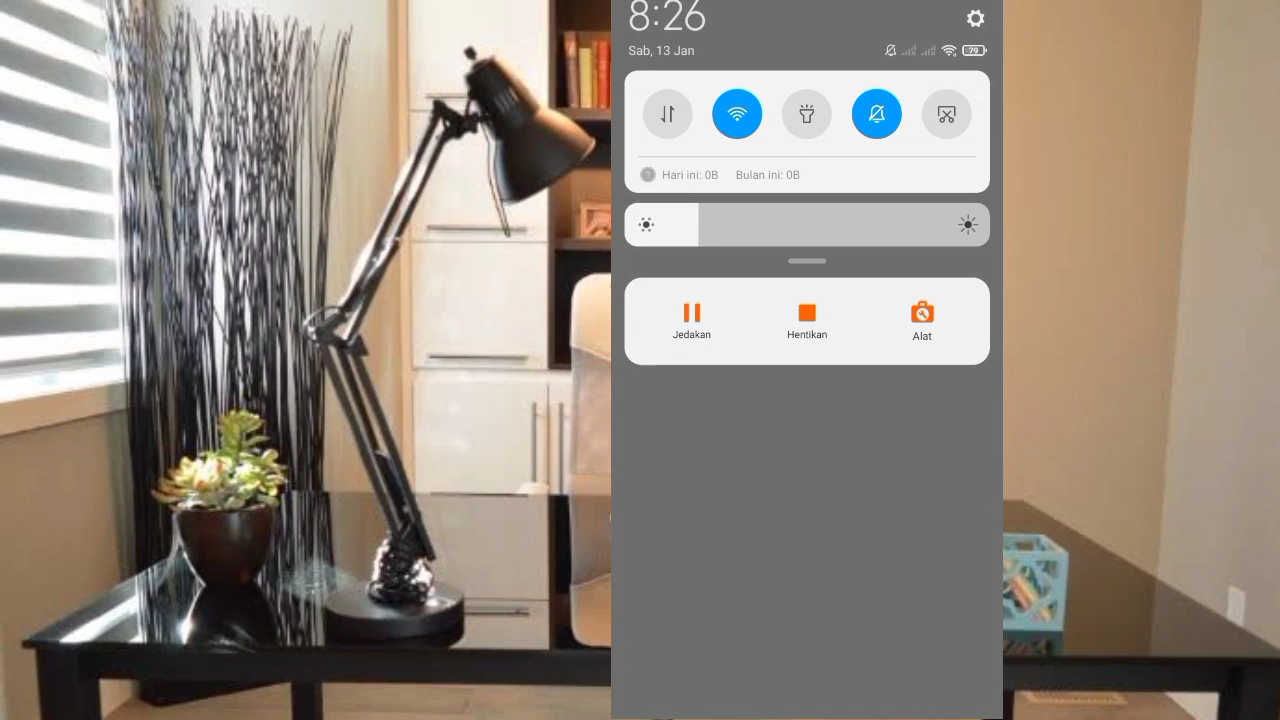 8:26
Sab, 13 Jan
79
Hari ini: 0B Bulan ini: 0B
Jedakan Hentikan Alat